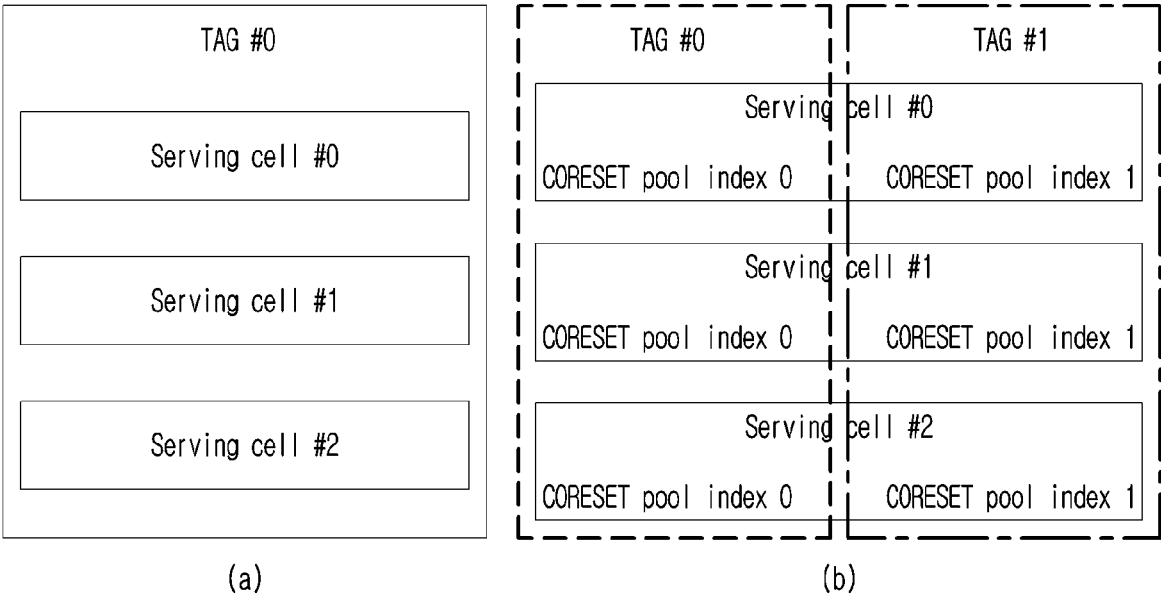 TAG #0
Serving cell #0
Serving cell #1
Serving cell #2
(a)
TAG #0 TAG #1
Serving cell #0
CORESET pool index 0 CORESET pool index 1
Serving cell #1
CORESET pool index 0 CORESET pool index 1
Serving cell #2
CORESET pool index 0 CORESET pool index 1
(b)